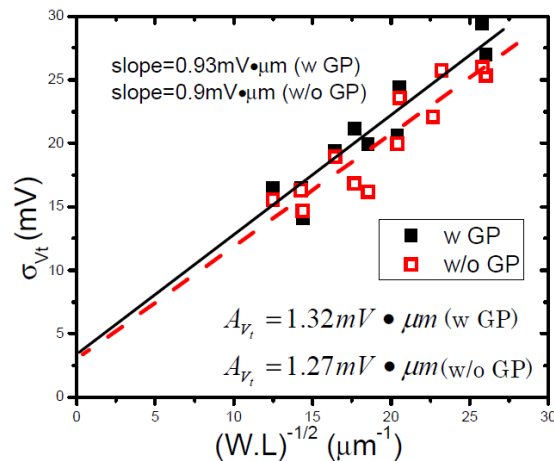 30
25
20
15
10
5
0
σVt (mV)
slope=0.93mV•μm (w GP)
slope=0.9mV•μm (w/o GP)
w GP
w/o GP
AVt = 1.32mV • μm (w GP)
AVt = 1.27mV • μm (w/o GP)
0 5 10 15 20 25 30
(W.L)^-1/2 (μm^-1)